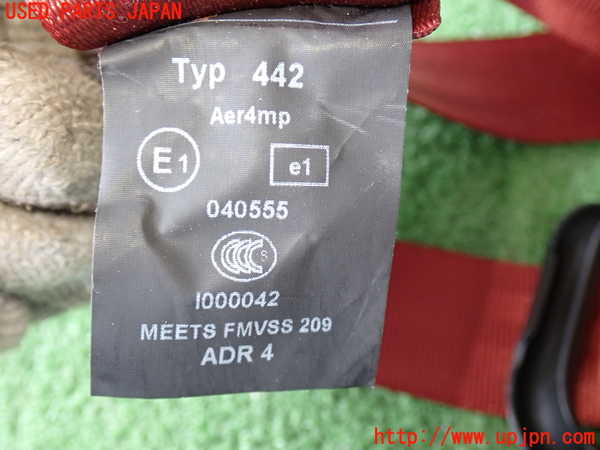 USED PARTS JAPAN
Typ 442
Aer4mp
E1 e1
040555
CCC S
I000042
MEETS FMVSS 209
ADR 4
http://www.upjpn.com/